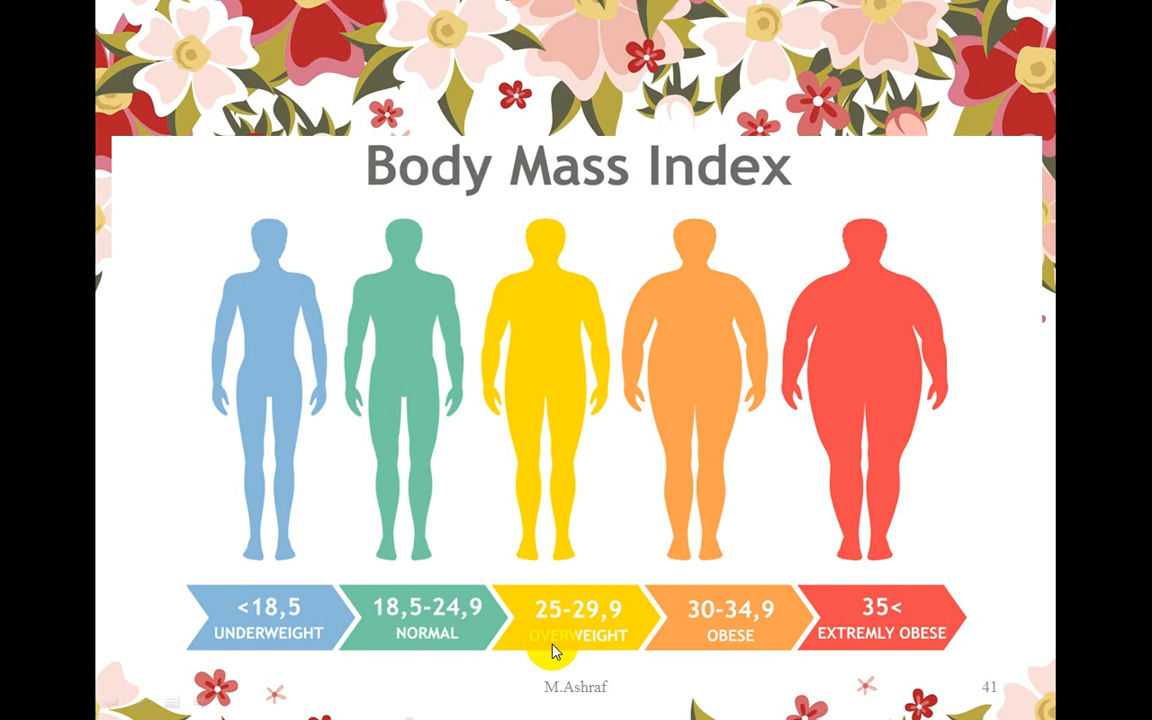 Body Mass Index
<18,5 18,5-24,9 25-29,9 30-34,9 35<
UNDERWEIGHT NORMAL OVERWEIGHT OBESE EXTREMLY OBESE
M.Ashraf 41